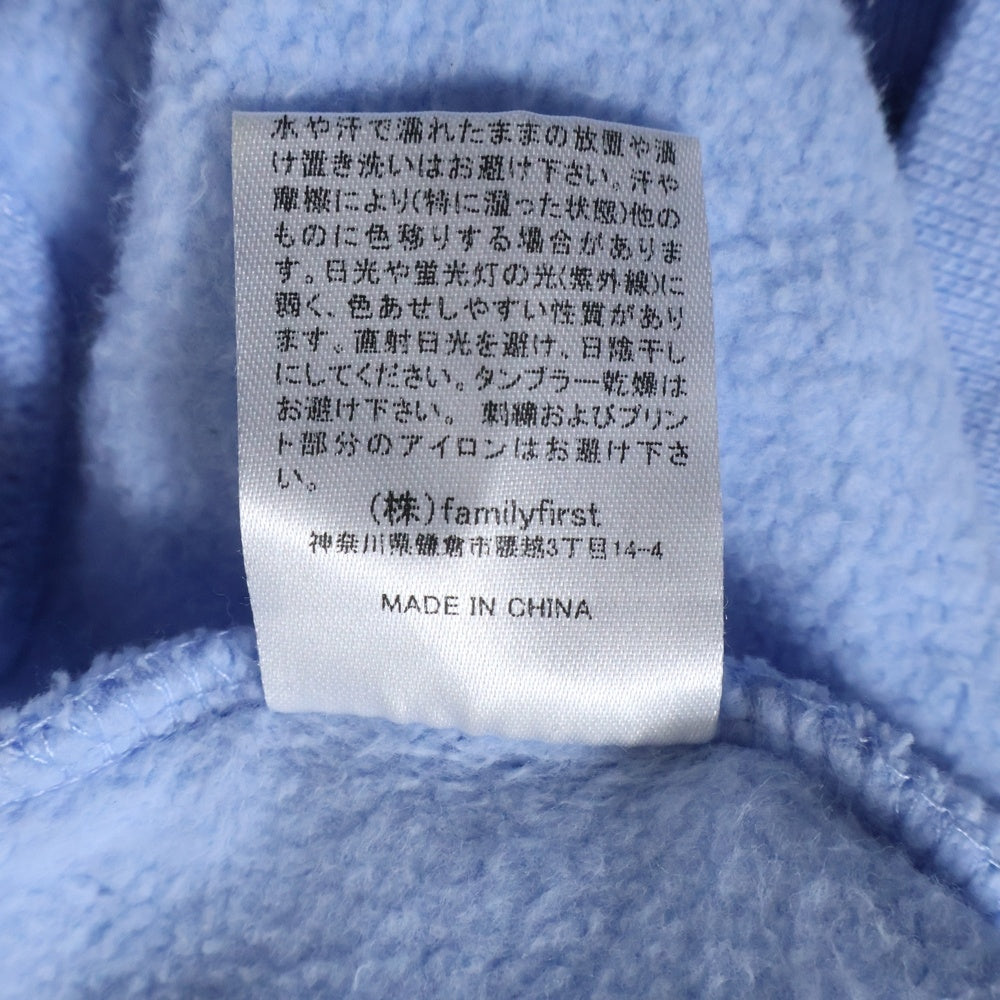 水や汗で濡れたままの放置や漬
け置き洗いはお避け下さい。汗や
摩擦により(特に湿った状態)他の
ものに色移りする場合がありま
す。日光や蛍光灯の光(紫外線)に
弱く、色あせしやすい性質があり
ます。直射日光を避け、日陰干し
にしてください。タンブラー乾燥は
お避け下さい。 刺繍およびプリン
ト部分のアイロンはお避け下さ
い。
(株)familyfirst
神奈川県鎌倉市腰越3丁目14-4
MADE IN CHINA